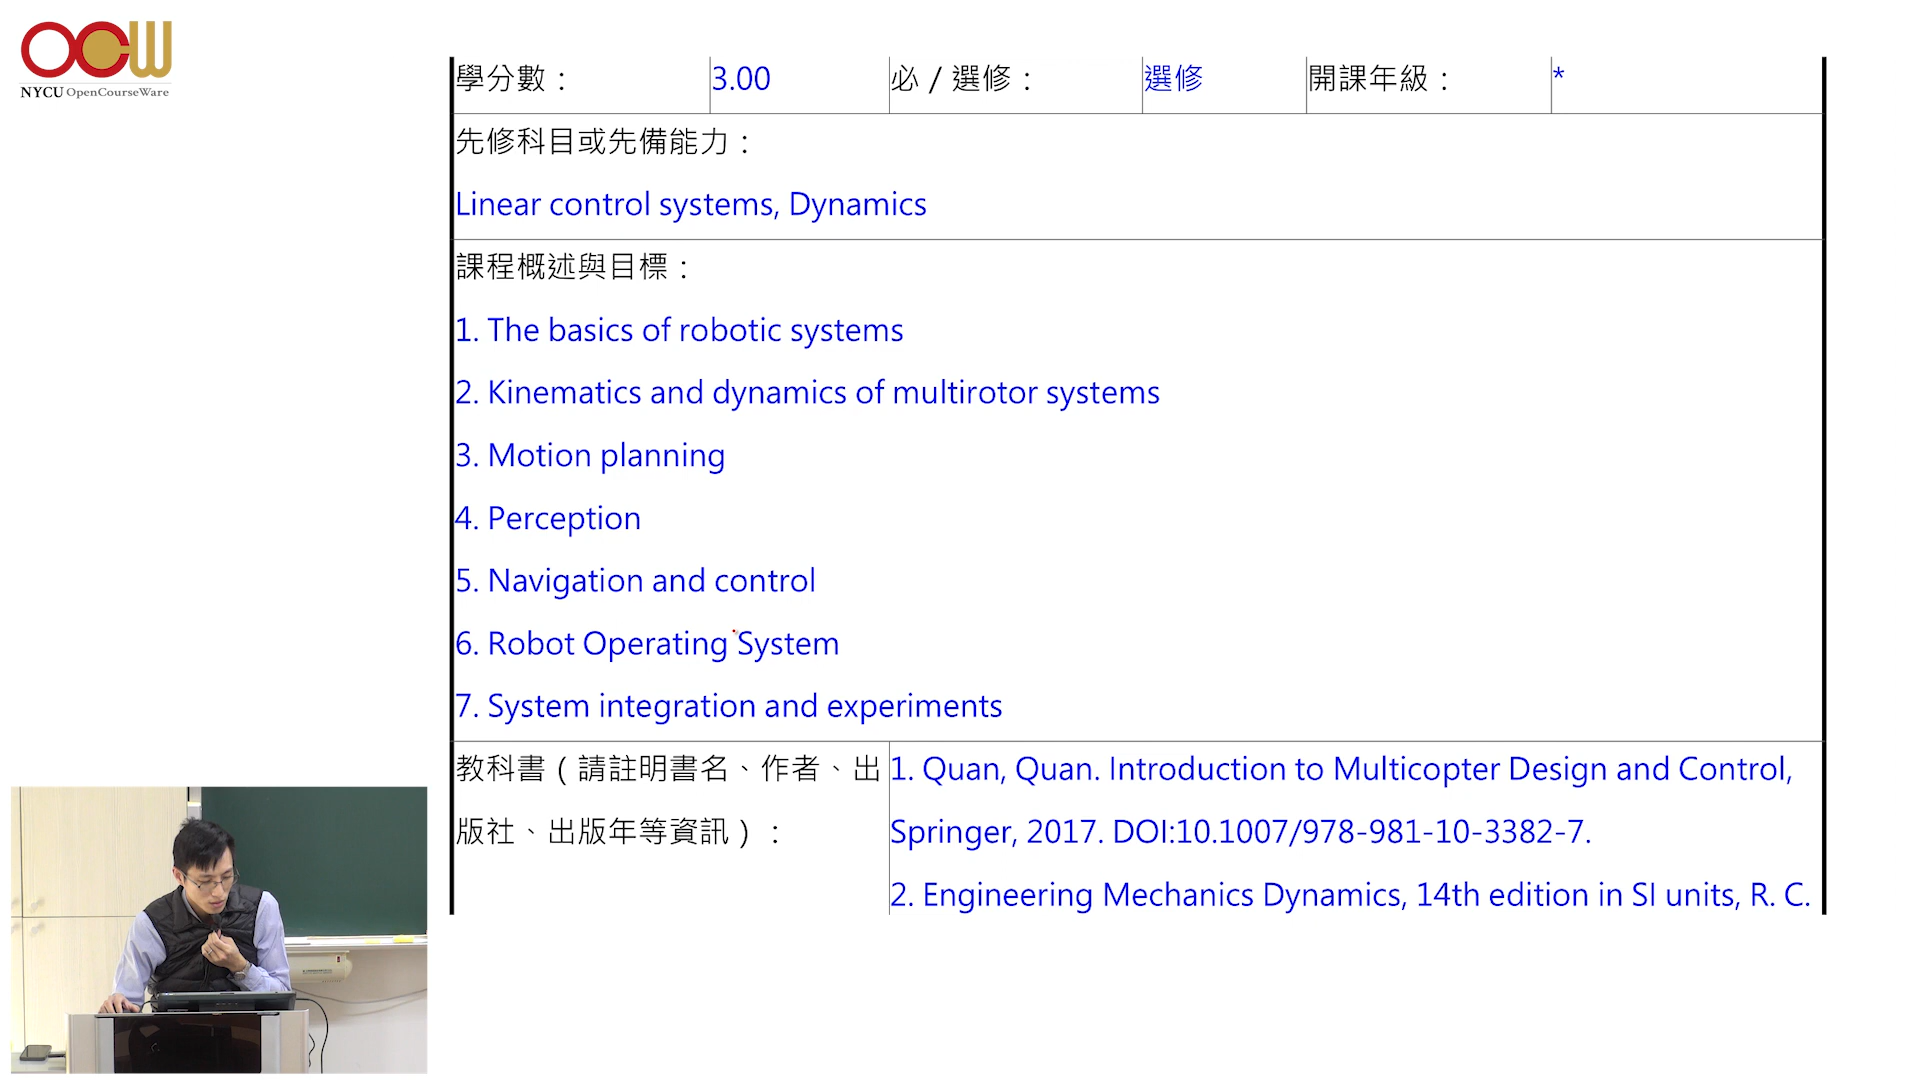 OCW
NYCU OpenCourseWare
學分數： 3.00 必／選修： 選修 開課年級： *
先修科目或先備能力：
Linear control systems, Dynamics
課程概述與目標：
1. The basics of robotic systems
2. Kinematics and dynamics of multirotor systems
3. Motion planning
4. Perception
5. Navigation and control
6. Robot Operating System
7. System integration and experiments
教科書（請註明書名、作者、出
版社、出版年等資訊）：
1. Quan, Quan. Introduction to Multicopter Design and Control,
Springer, 2017. DOI:10.1007/978-981-10-3382-7.
2. Engineering Mechanics Dynamics, 14th edition in SI units, R. C.